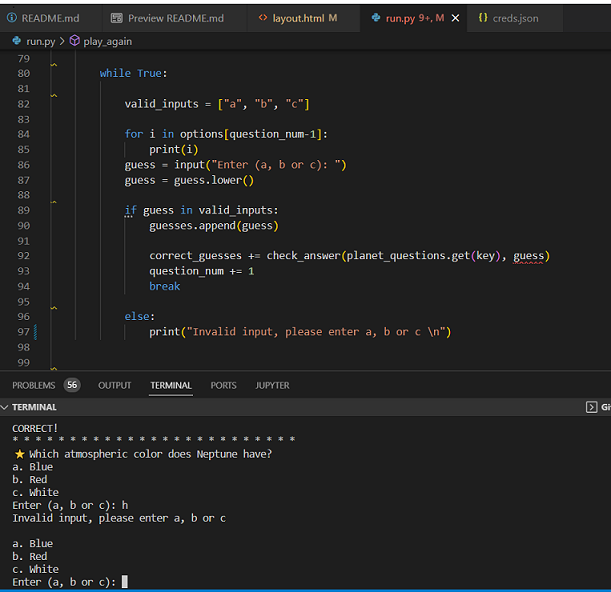 README.md Preview README.md layout.html M run.py 9+, M creds.json
run.py > play_again
79
80 while True:
81
82 valid_inputs = ["a", "b", "c"]
83
84 for i in options[question_num-1]:
85 print(i)
86 guess = input("Enter (a, b or c): ")
87 guess = guess.lower()
88
89 if guess in valid_inputs:
90 guesses.append(guess)
91
92 correct_guesses += check_answer(planet_questions.get(key), guess)
93 question_num += 1
94 break
95
96 else:
97 print("Invalid input, please enter a, b or c \n")
98
99
PROBLEMS 56 OUTPUT TERMINAL PORTS JUPYTER
TERMINAL Gi
CORRECT!
* * * * * * * * * * * * * * * * * * * * * * * * *
⭐ Which atmospheric color does Neptune have?
a. Blue
b. Red
c. White
Enter (a, b or c): h
Invalid input, please enter a, b or c
a. Blue
b. Red
c. White
Enter (a, b or c):